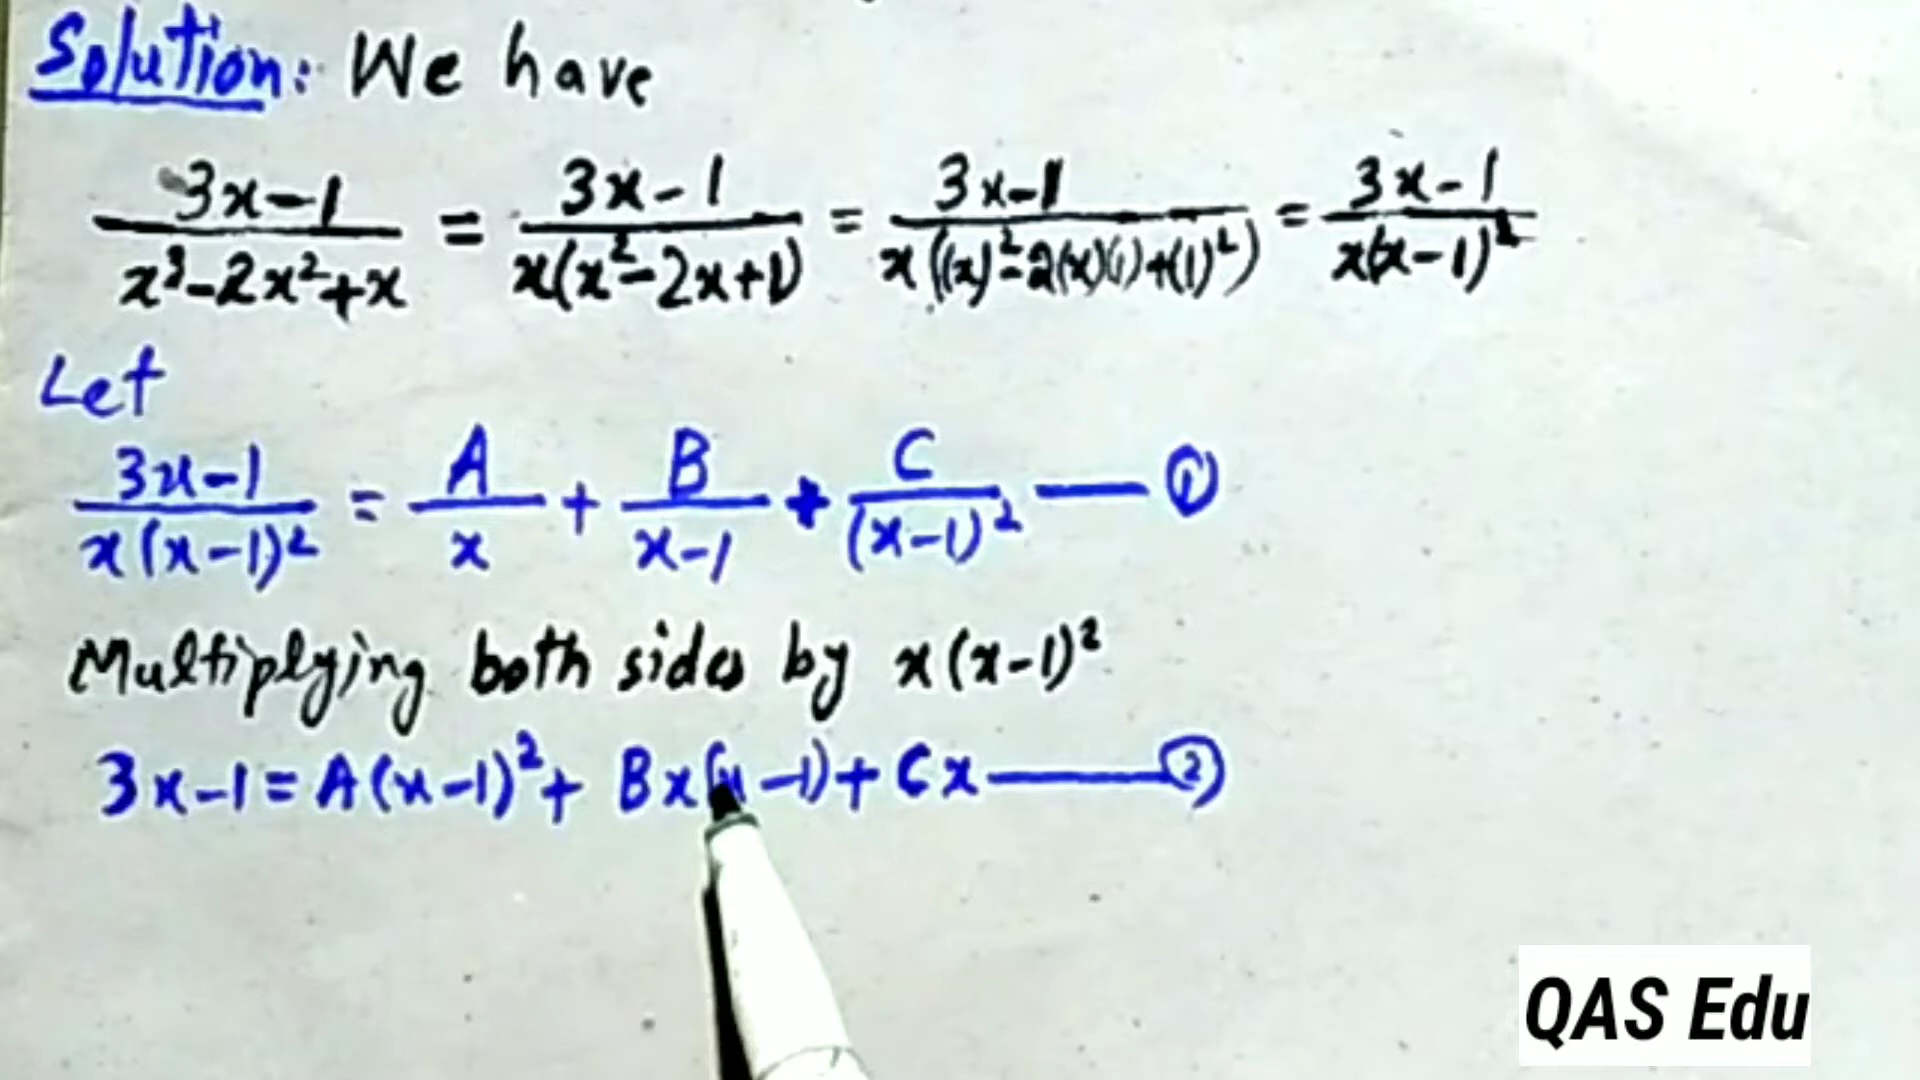 Solution: We have
3x-1/x³-2x²+x = 3x-1/x(x²-2x+1) = 3x-1/x((x)²-2(x)(1)+(1)²) = 3x-1/x(x-1)²
Let
3x-1/x(x-1)² = A/x + B/x-1 + C/(x-1)² — ①
Multiplying both sides by x(x-1)²
3x-1 = A(x-1)² + Bx(x-1) + Cx — ②
QAS Edu